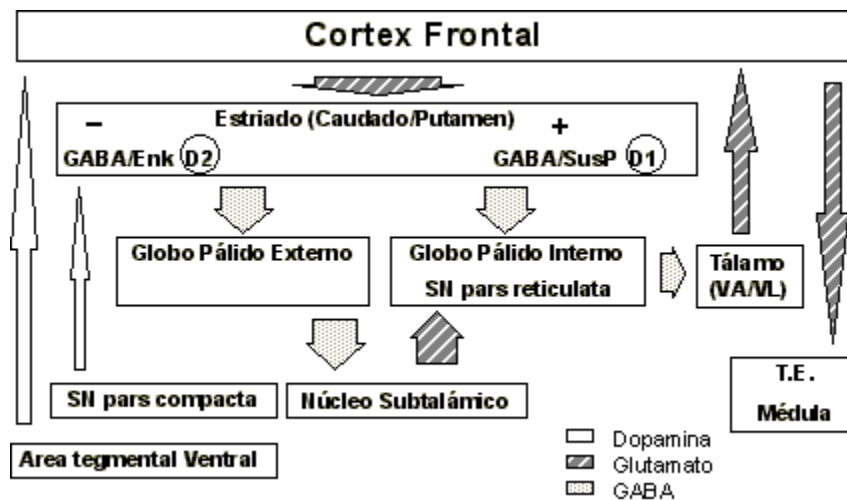 Cortex Frontal
Estriado (Caudado/Putamen)
− +
GABA/Enk D2 GABA/SusP D1
Globo Pálido Externo
Globo Pálido Interno
SN pars reticulata
Tálamo
(VA/VL)
SN pars compacta
Núcleo Subtalámico
T.E.
Médula
Area tegmental Ventral
Dopamina
Glutamato
GABA